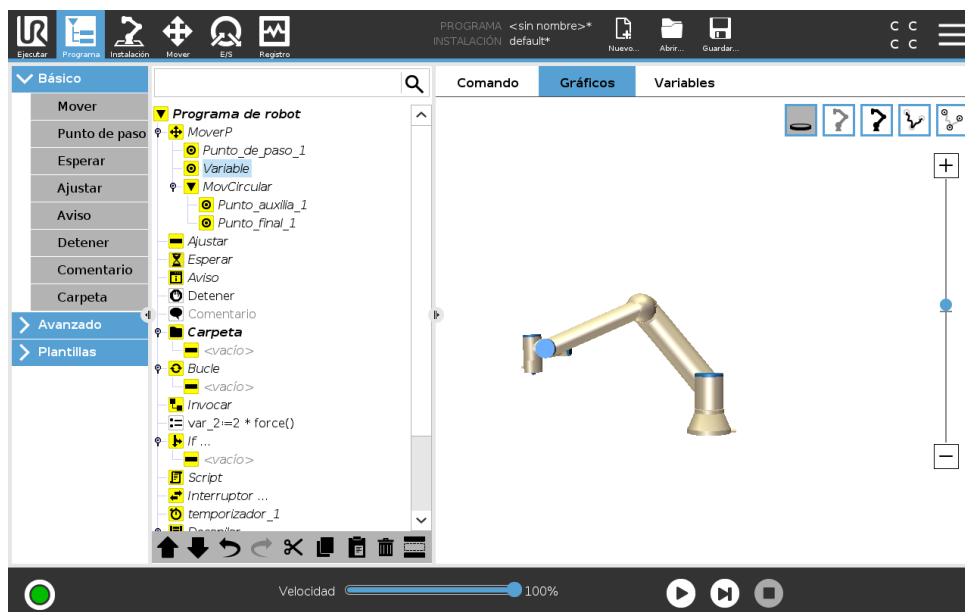 PROGRAMA <sin nombre>*
INSTALACIÓN default*
Ejecutar Programa Instalación Mover E/S Registro Nuevo... Abrir... Guardar...
C C
C C
Básico
Mover
Punto de paso
Esperar
Ajustar
Aviso
Detener
Comentario
Carpeta
Avanzado
Plantillas
Programa de robot
MoverP
Punto_de_paso_1
Variable
MovCircular
Punto_auxilia_1
Punto_final_1
Ajustar
Esperar
Aviso
Detener
Comentario
Carpeta
<vacío>
Bucle
<vacío>
Invocar
var_2:=2 * force()
If ...
<vacío>
Script
Interruptor ...
temporizador_1
Comando Gráficos Variables
Velocidad 100%